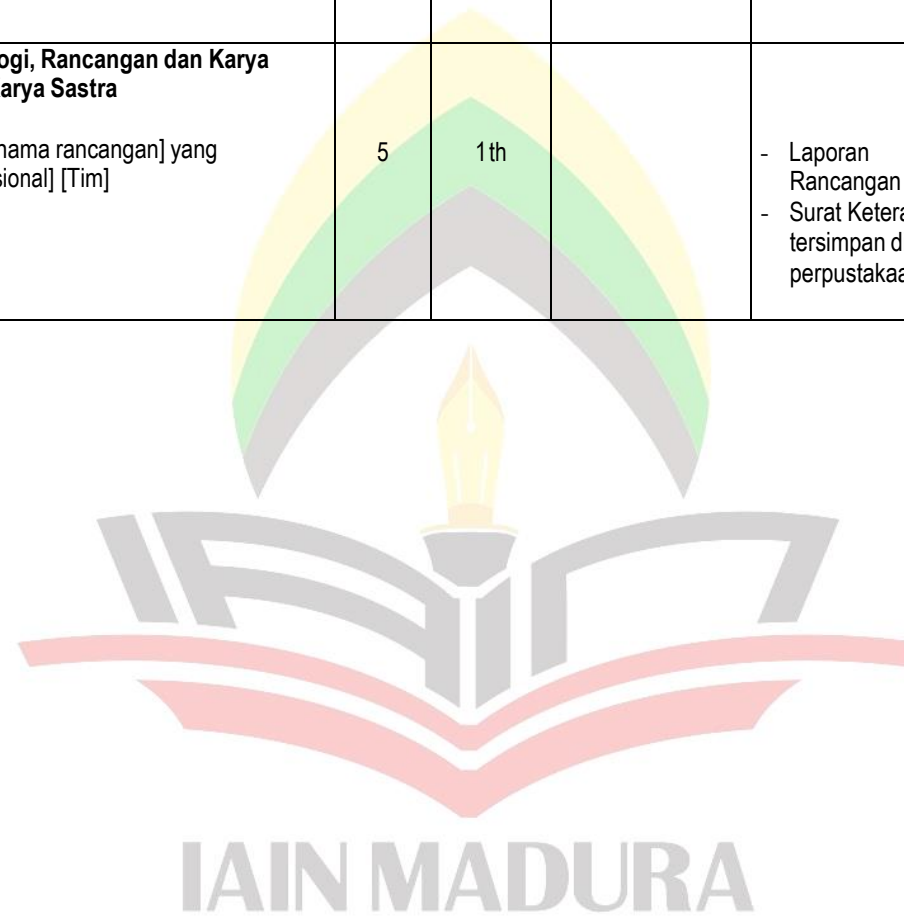 ogi, Rancangan dan Karya
arya Sastra
nama rancangan] yang
sional] [Tim]
5
1 th
- Laporan
Rancangan
- Surat Ketera
tersimpan d
perpustakaa
IAIN MADURA